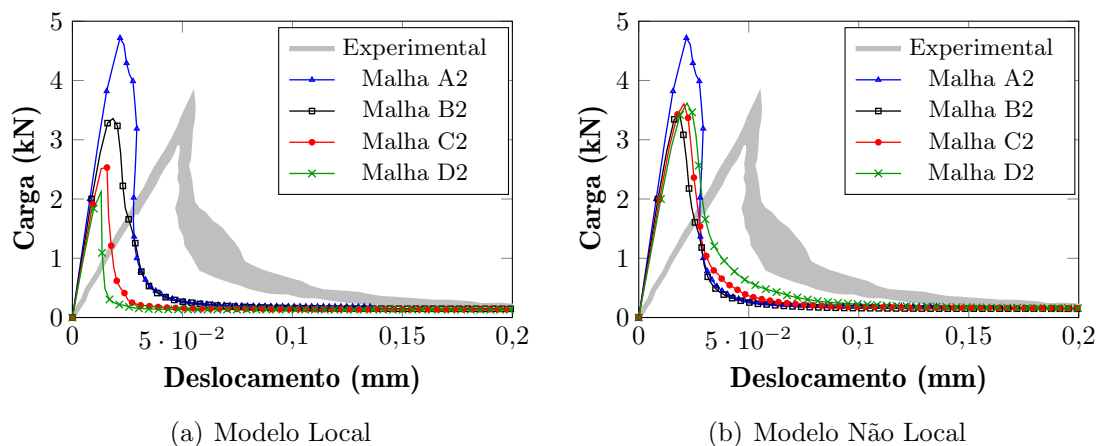 5
4
3
2
1
0
0
5 · 10⁻²
0,1
0,15
0,2
Carga (kN)
Deslocamento (mm)
Experimental
Malha A2
Malha B2
Malha C2
Malha D2
(a) Modelo Local
5
4
3
2
1
0
0
5 · 10⁻²
0,1
0,15
0,2
Carga (kN)
Deslocamento (mm)
Experimental
Malha A2
Malha B2
Malha C2
Malha D2
(b) Modelo Não Local